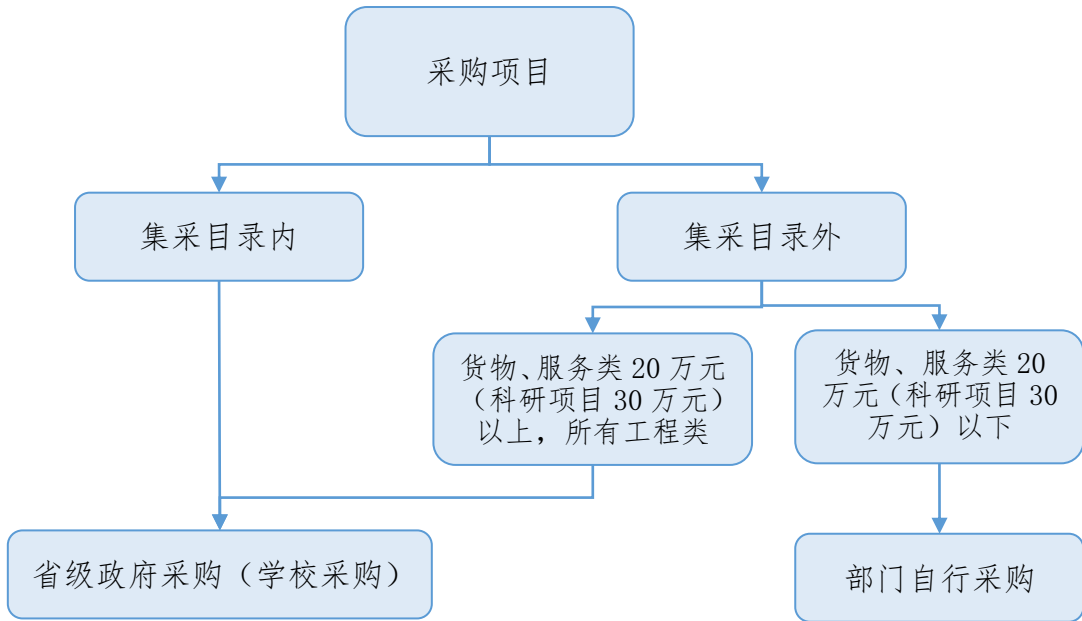 采购项目
集采目录内
集采目录外
货物、服务类 20 万元
（科研项目 30 万元）
以上，所有工程类
货物、服务类 20
万元（科研项目 30
万元）以下
省级政府采购（学校采购）
部门自行采购